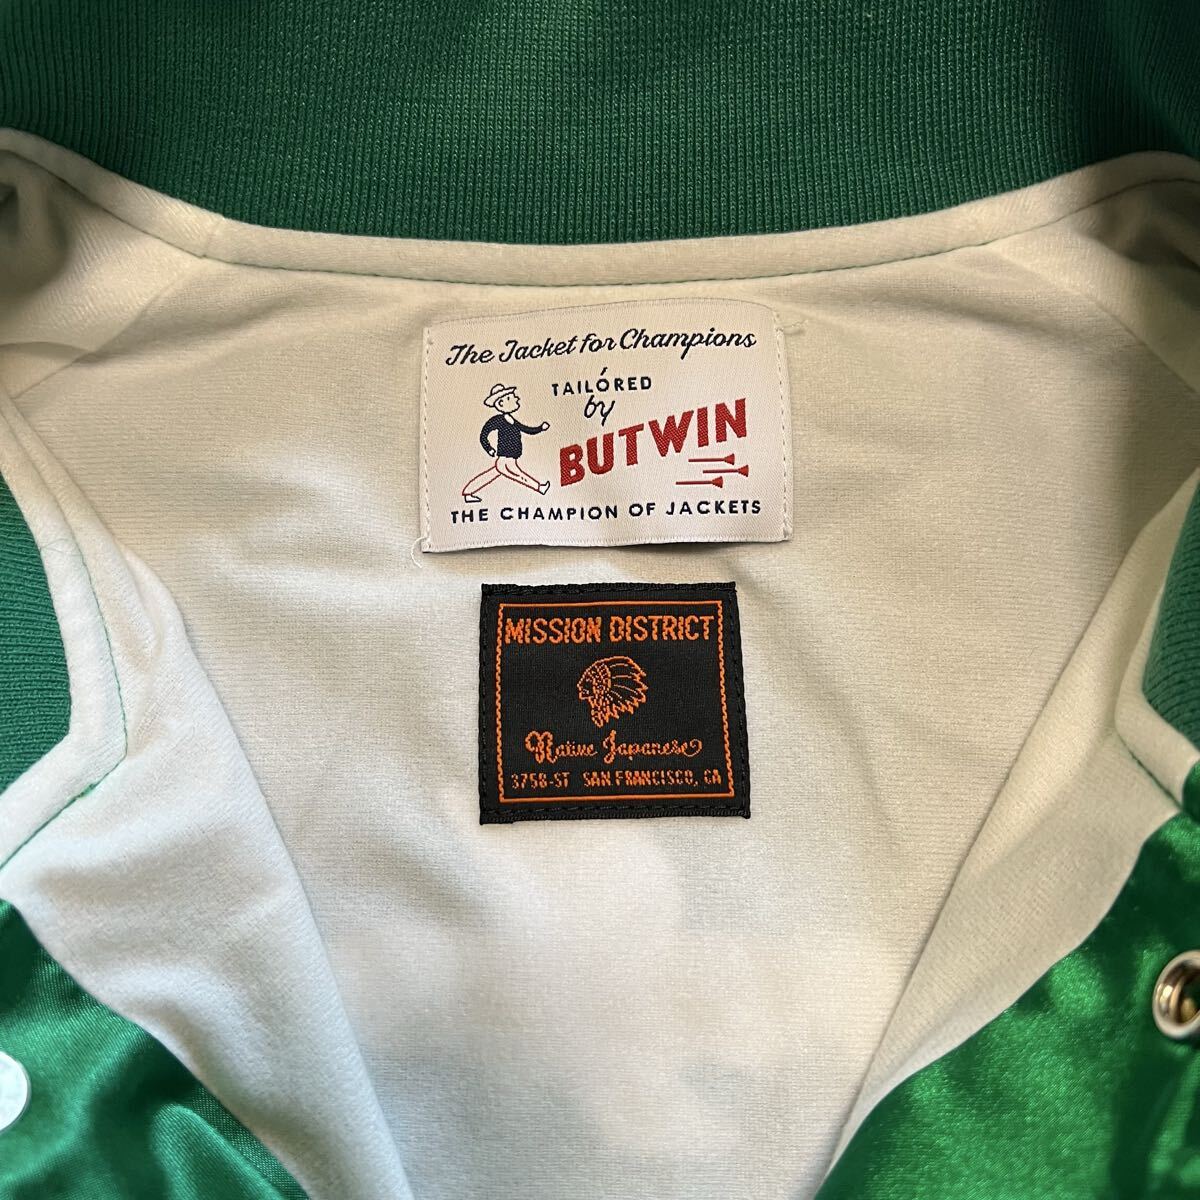 The Jacket for Champions
TAILORED
by
BUTWIN
THE CHAMPION OF JACKETS
MISSION DISTRICT
Native Japanese
3758-ST SAN FRANCISCO, CA